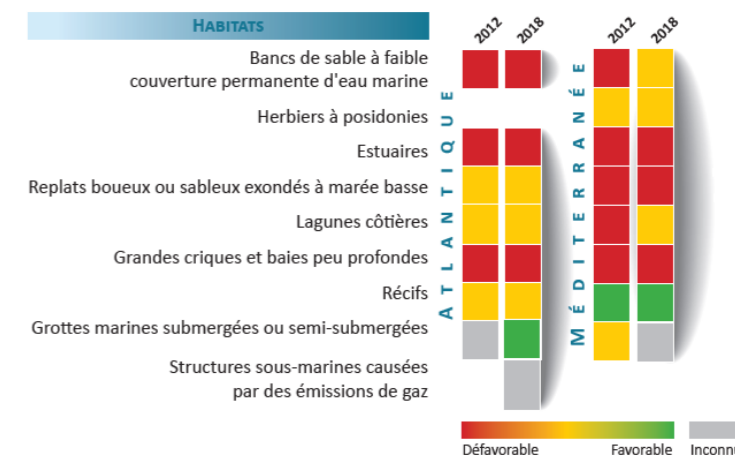 HABITATS
2012 2018 2012 2018
Bancs de sable à faible
couverture permanente d'eau marine
Herbiers à posidonies
Estuaires
Replats boueux ou sableux exondés à marée basse
Lagunes côtières
Grandes criques et baies peu profondes
Récifs
Grottes marines submergées ou semi-submergées
Structures sous-marines causées
par des émissions de gaz
ATLANTIQUE
MÉDITERRANÉE
Défavorable Favorable